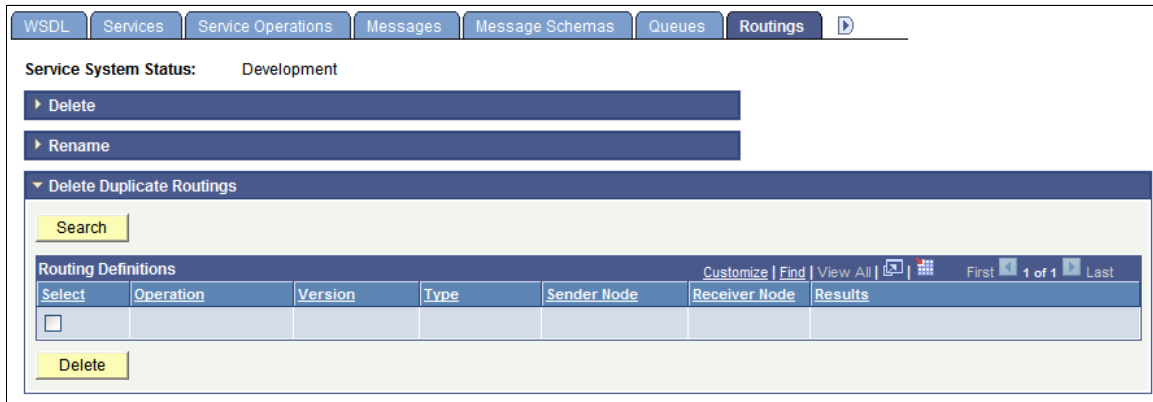 WSDL Services Service Operations Messages Message Schemas Queues Routings
Service System Status: Development
Delete
Rename
Delete Duplicate Routings
Search
Routing Definitions Customize | Find | View All | | First 1 of 1 Last
Select Operation Version Type Sender Node Receiver Node Results
Delete